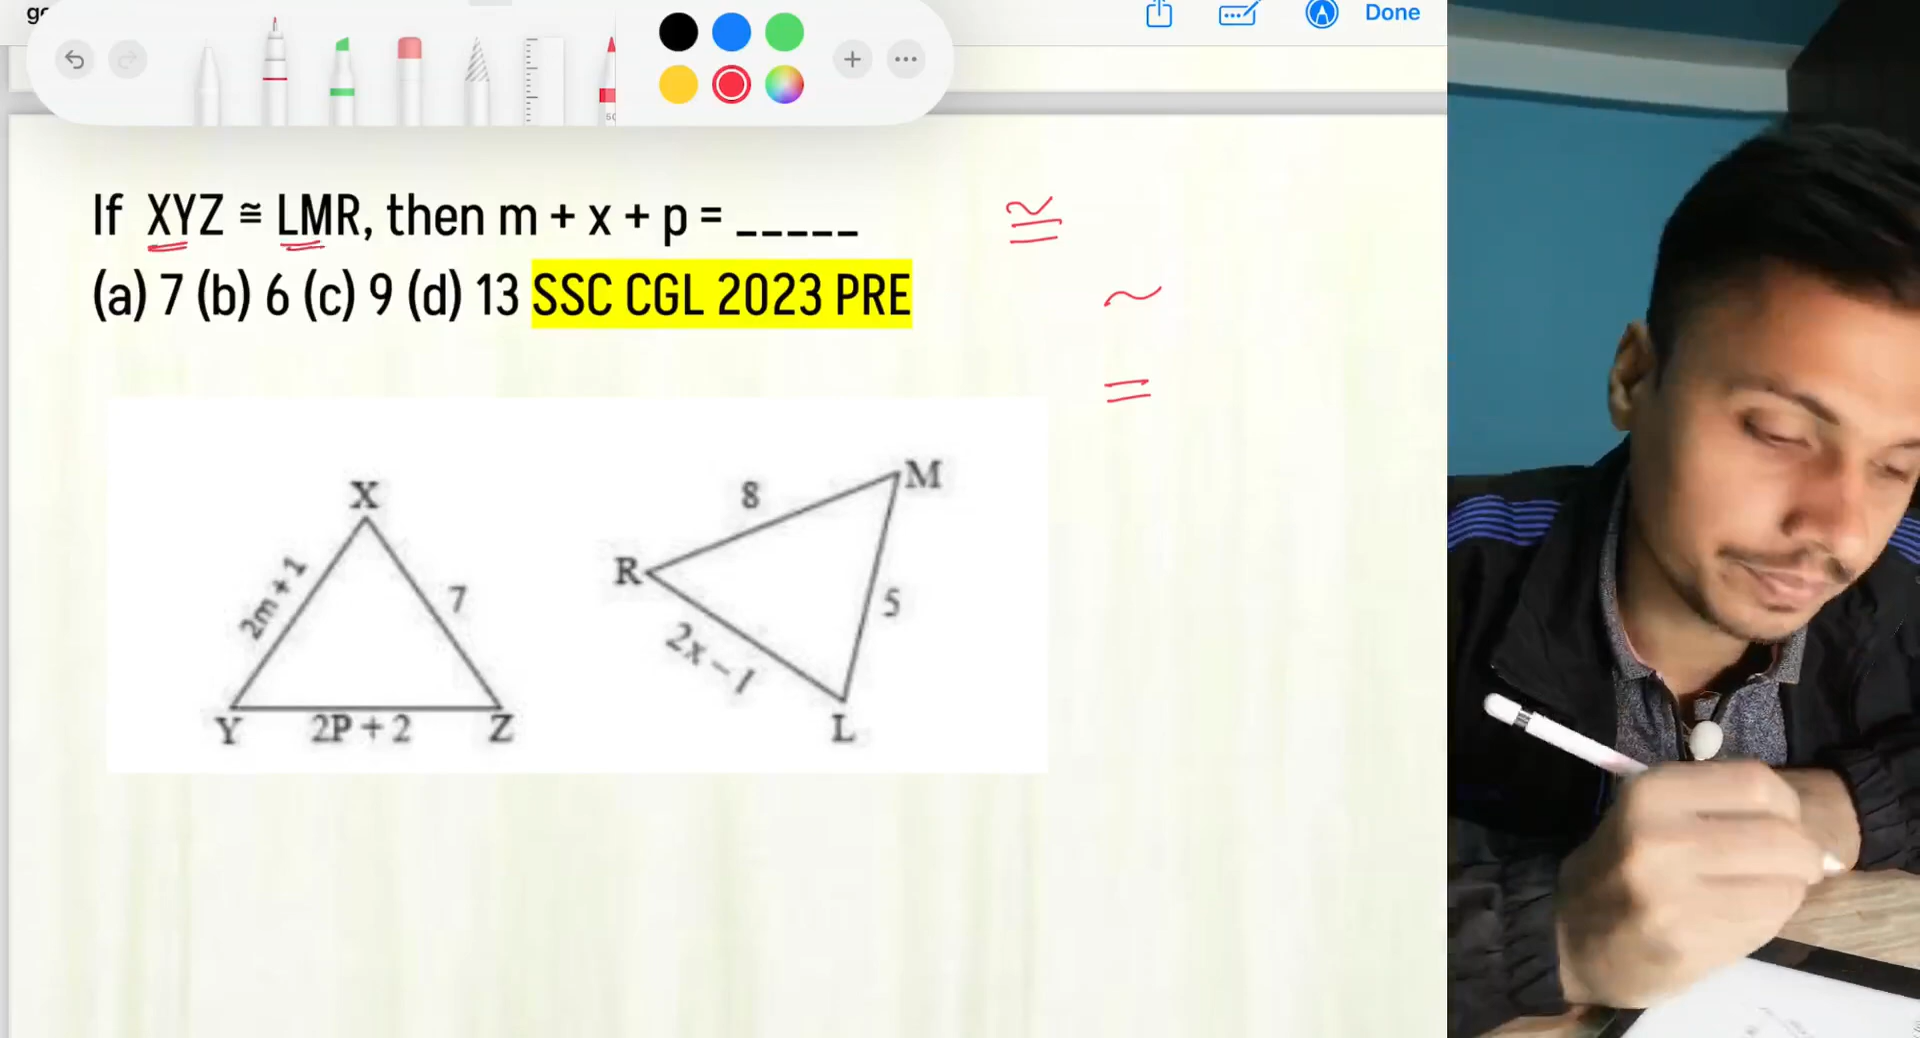 Done
If XYZ ≅ LMR, then m + x + p = _____
(a) 7 (b) 6 (c) 9 (d) 13 SSC CGL 2023 PRE
≅
~
=
X
2m + 1
7
Y
2P + 2
Z
M
8
R
5
2x – 1
L